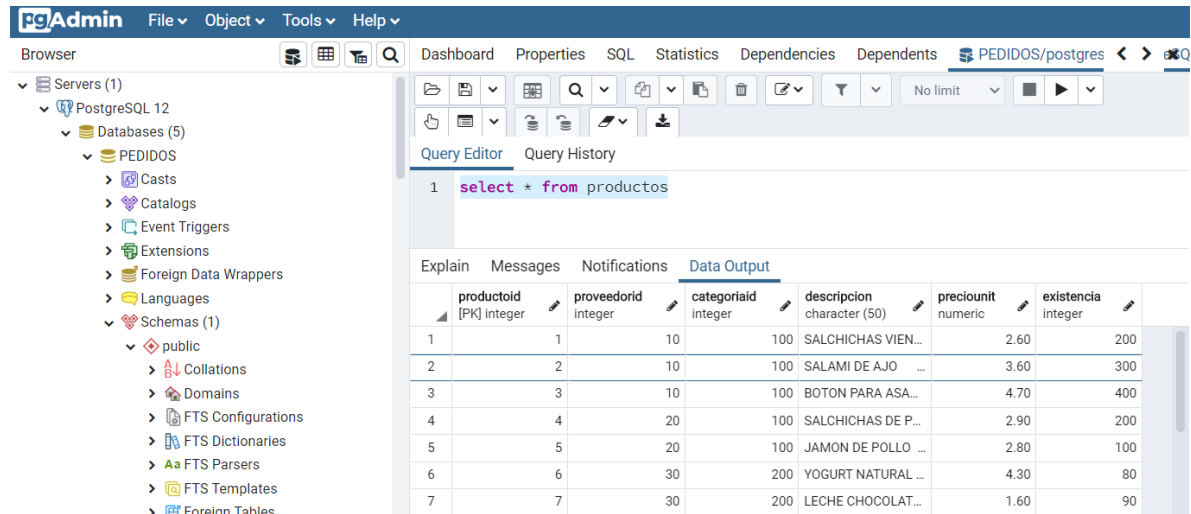 pgAdmin File Object Tools Help
Browser
Dashboard Properties SQL Statistics Dependencies Dependents PEDIDOS/postgres
Servers (1)
PostgreSQL 12
Databases (5)
PEDIDOS
Casts
Catalogs
Event Triggers
Extensions
Foreign Data Wrappers
Languages
Schemas (1)
public
Collations
Domains
FTS Configurations
FTS Dictionaries
Aa FTS Parsers
FTS Templates
Foreign Tables
No limit
Query Editor Query History
1 select * from productos
Explain Messages Notifications Data Output
productoid proveedorid categoriaid descripcion preciounit existencia
[PK] integer integer integer character (50) numeric integer
1 1 10 100 SALCHICHAS VIEN... 2.60 200
2 2 10 100 SALAMI DE AJO ... 3.60 300
3 3 10 100 BOTON PARA ASA... 4.70 400
4 4 20 100 SALCHICHAS DE P... 2.90 200
5 5 20 100 JAMON DE POLLO ... 2.80 100
6 6 30 200 YOGURT NATURAL ... 4.30 80
7 7 30 200 LECHE CHOCOLAT... 1.60 90